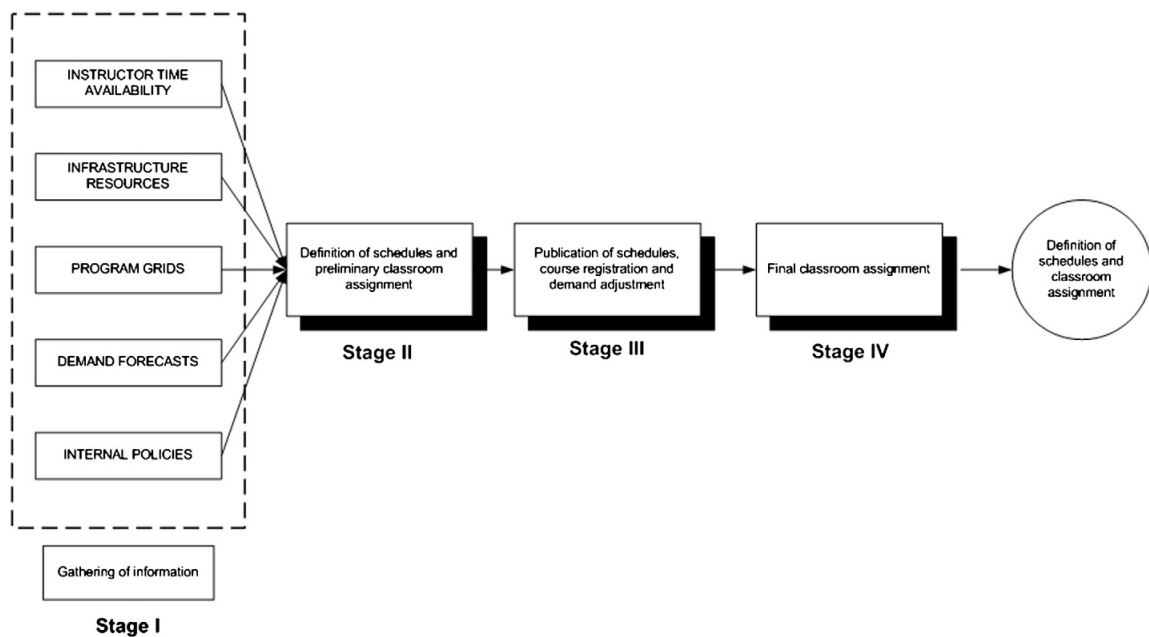 INSTRUCTOR TIME
AVAILABILITY
INFRASTRUCTURE
RESOURCES
PROGRAM GRIDS
DEMAND FORECASTS
INTERNAL POLICIES
Gathering of information
Stage I
Definition of schedules and
preliminary classroom
assignment
Stage II
Publication of schedules,
course registration and
demand adjustment
Stage III
Final classroom assignment
Stage IV
Definition of
schedules and
classroom
assignment